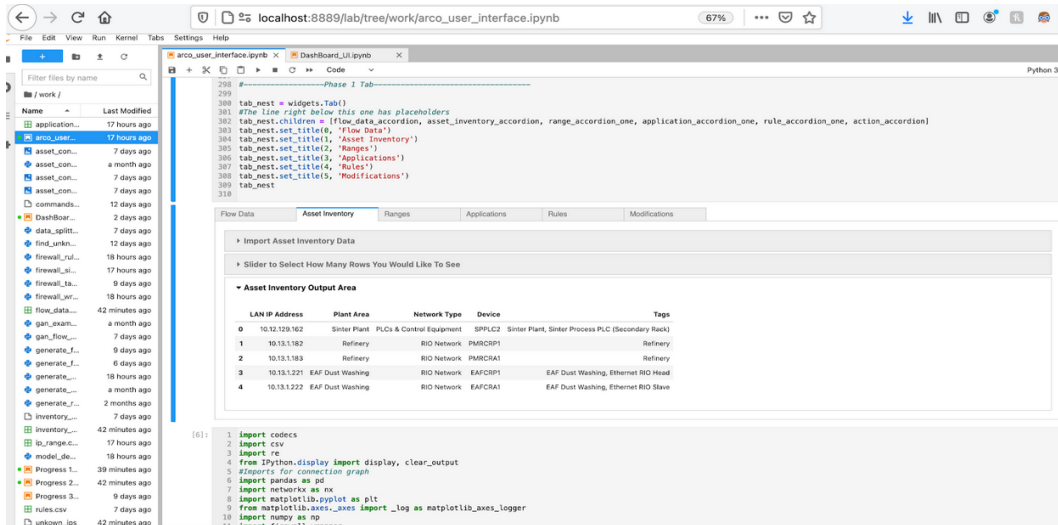 localhost:8889/lab/tree/work/arco_user_interface.ipynb 67%
File Edit View Run Kernel Tabs Settings Help
arco_user_interface.ipynb DashBoard_UI.ipynb
Code Python 3
Filter files by name
/ work /
Name Last Modified
application... 17 hours ago
arco_user... 17 hours ago
asset_con... 7 days ago
asset_con... a month ago
asset_con... 7 days ago
asset_con... 7 days ago
commands... 12 days ago
DashBoar... 2 days ago
data_splitt... 7 days ago
find_unkn... 12 days ago
firewall_rul... 18 hours ago
firewall_si... 17 hours ago
firewall_ta... 9 days ago
firewall_wr... 18 hours ago
flow_data.... 42 minutes ago
gan_exam... a month ago
gan_flow_... 7 days ago
generate_f... 9 days ago
generate_f... 6 days ago
generate_... 18 hours ago
generate_... a month ago
generate_r... 2 months ago
inventory_... 7 days ago
inventory_... 42 minutes ago
ip_range.c... 17 hours ago
model_de... 18 hours ago
Progress 1... 39 minutes ago
Progress 2... 42 minutes ago
Progress 3... 9 days ago
rules.csv 7 days ago
unkown_ips 42 minutes ago
298 #------------------Phase 1 Tab-----------------------------------
299
300 tab_nest = widgets.Tab()
301 #The line right below this one has placeholders
302 tab_nest.children = [flow_data_accordion, asset_inventory_accordion, range_accordion_one, application_accordion_one, rule_accordion_one, action_accordion]
303 tab_nest.set_title(0, 'Flow Data')
304 tab_nest.set_title(1, 'Asset Inventory')
305 tab_nest.set_title(2, 'Ranges')
306 tab_nest.set_title(3, 'Applications')
307 tab_nest.set_title(4, 'Rules')
308 tab_nest.set_title(5, 'Modifications')
309 tab_nest
310
Flow Data Asset Inventory Ranges Applications Rules Modifications
Import Asset Inventory Data
Slider to Select How Many Rows You Would Like To See
Asset Inventory Output Area
LAN IP Address Plant Area Network Type Device Tags
0 10.12.129.162 Sinter Plant PLCs & Control Equipment SPPLC2 Sinter Plant, Sinter Process PLC (Secondary Rack)
1 10.13.1.182 Refinery RIO Network PMRCRP1 Refinery
2 10.13.1.183 Refinery RIO Network PMRCRA1 Refinery
3 10.13.1.221 EAF Dust Washing RIO Network EAFCRP1 EAF Dust Washing, Ethernet RIO Head
4 10.13.1.222 EAF Dust Washing RIO Network EAFCRA1 EAF Dust Washing, Ethernet RIO Slave
[6]: 1 import codecs
2 import csv
3 import re
4 from IPython.display import display, clear_output
5 #Imports for connection graph
6 import pandas as pd
7 import networkx as nx
8 import matplotlib.pyplot as plt
9 from matplotlib.axes._axes import _log as matplotlib_axes_logger
10 import numpy as np